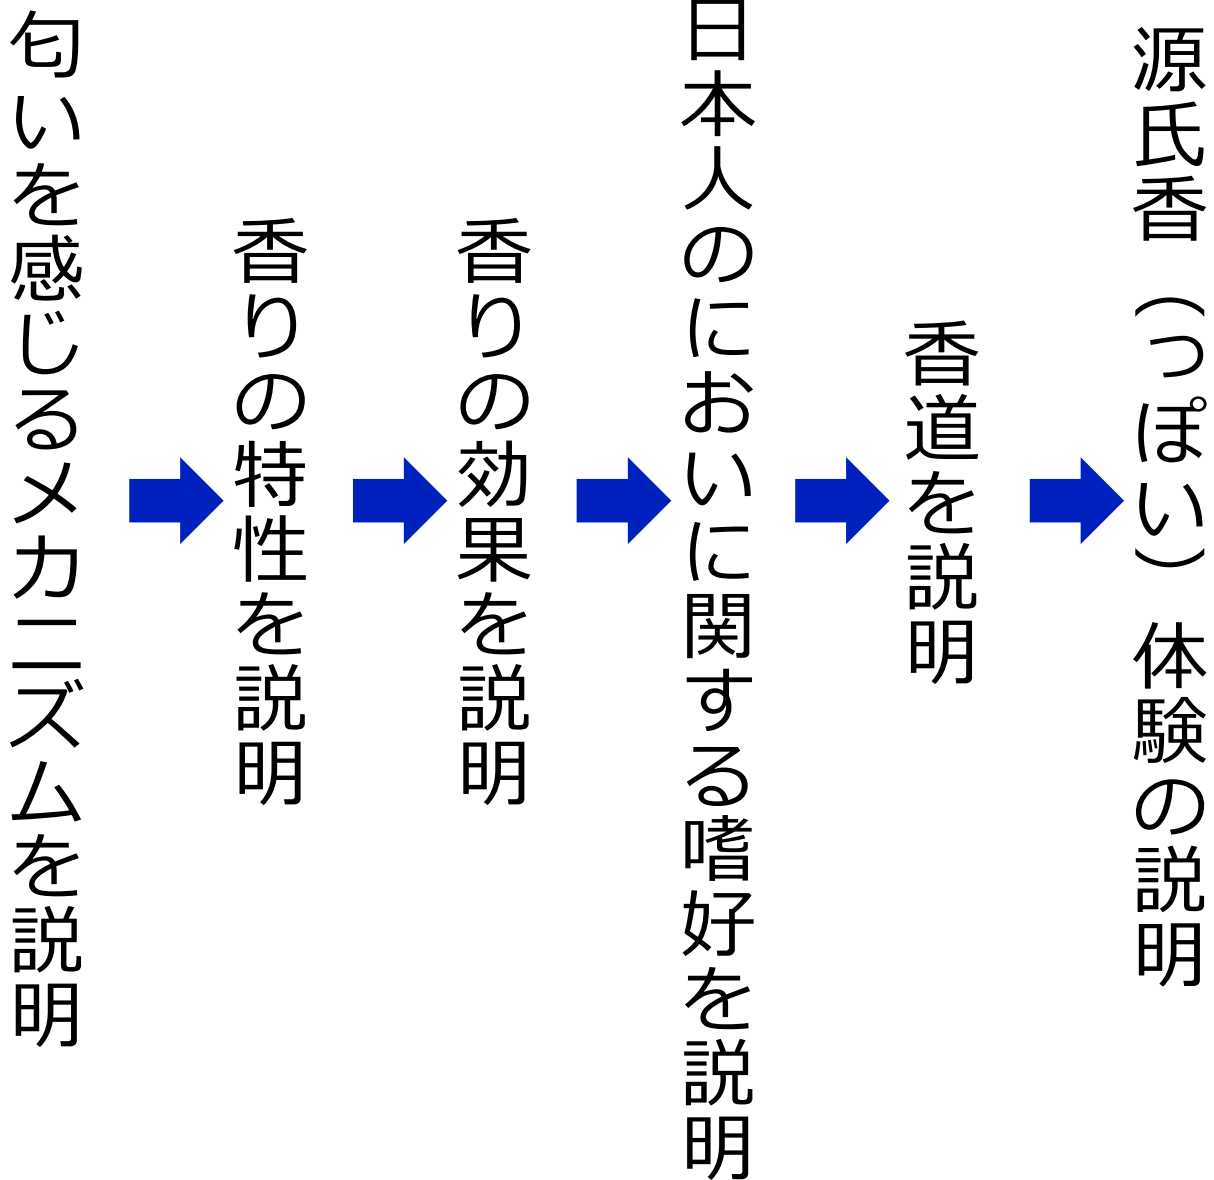 匂いを感じるメカニズムを説明
香りの特性を説明
香りの効果を説明
日本人のにおいに関する嗜好を説明
香道を説明
源氏香（っぽい）体験の説明